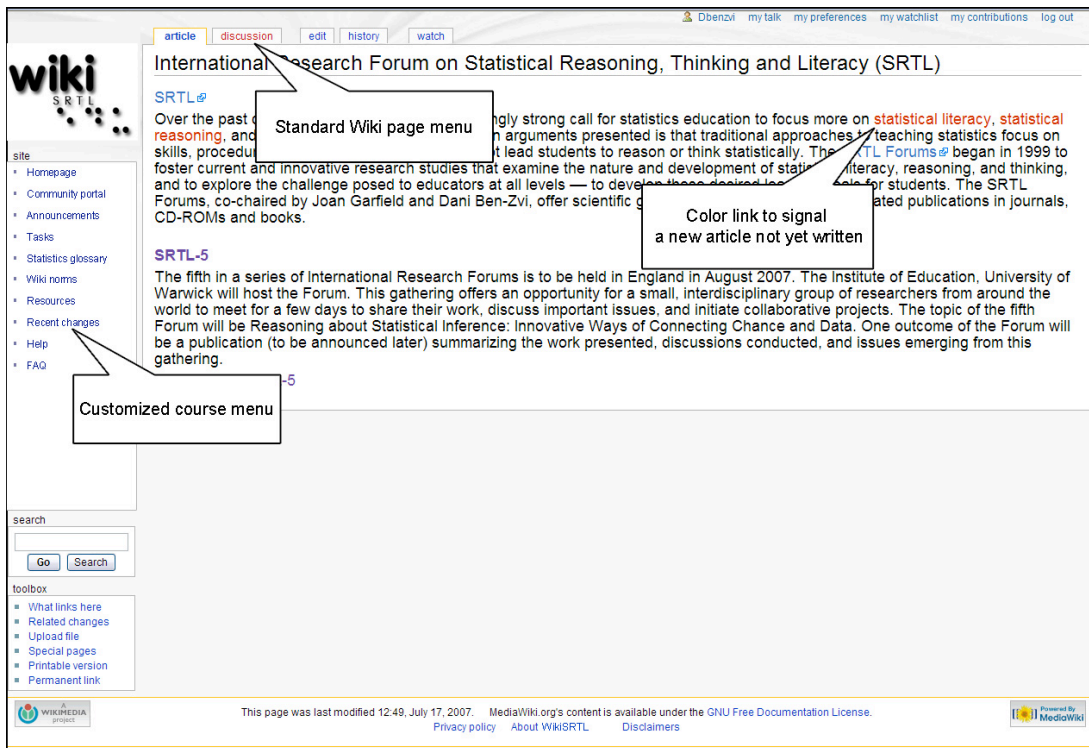 Dbenzvi my talk my preferences my watchlist my contributions log out
article discussion edit history watch
wiki
SRTL
International Research Forum on Statistical Reasoning, Thinking and Literacy (SRTL)
SRTL
Over the past ngly strong call for statistics education to focus more on statistical literacy, statistical
reasoning, and n arguments presented is that traditional approaches to teaching statistics focus on
skills, procedur t lead students to reason or think statistically. The SRTL Forums began in 1999 to
foster current and innovative research studies that examine the nature and development of statistical literacy, reasoning, and thinking,
and to explore the challenge posed to educators at all levels — to develop these desired learning goals for students. The SRTL
Forums, co-chaired by Joan Garfield and Dani Ben-Zvi, offer scientific g ated publications in journals,
CD-ROMs and books.
Standard Wiki page menu
Color link to signal
a new article not yet written
SRTL-5
The fifth in a series of International Research Forums is to be held in England in August 2007. The Institute of Education, University of
Warwick will host the Forum. This gathering offers an opportunity for a small, interdisciplinary group of researchers from around the
world to meet for a few days to share their work, discuss important issues, and initiate collaborative projects. The topic of the fifth
Forum will be Reasoning about Statistical Inference: Innovative Ways of Connecting Chance and Data. One outcome of the Forum will
be a publication (to be announced later) summarizing the work presented, discussions conducted, and issues emerging from this
gathering.
-5
site
Homepage
Community portal
Announcements
Tasks
Statistics glossary
Wiki norms
Resources
Recent changes
Help
FAQ
Customized course menu
search
Go Search
toolbox
What links here
Related changes
Upload file
Special pages
Printable version
Permanent link
A
WIKIMEDIA
project
This page was last modified 12:49, July 17, 2007. MediaWiki.org's content is available under the GNU Free Documentation License.
Privacy policy About WikiSRTL Disclaimers
Powered By
MediaWiki